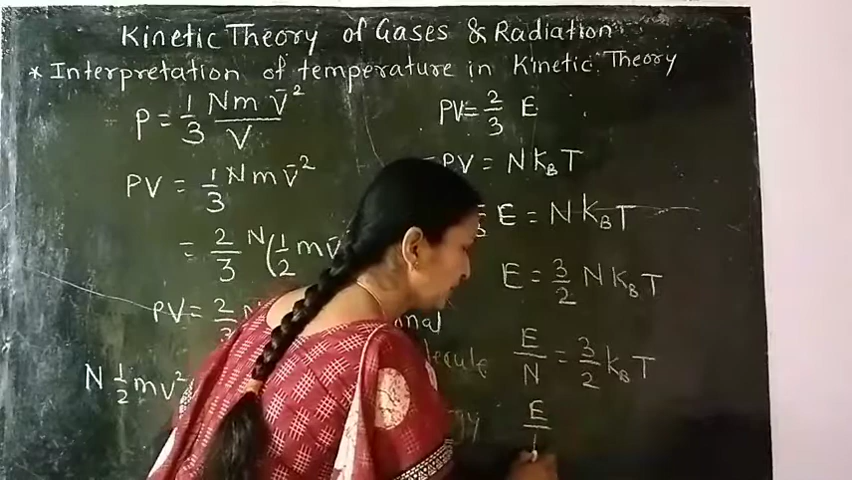 Kinetic Theory of Gases & Radiation
* Interpretation of temperature in Kinetic Theory
P = 1/3 Nm v̄²/V
PV = 1/3 N m v̄²
= 2/3 N (1/2 m v̄
PV = 2/3
N 1/2 mv²
PV = 2/3 E
PV = N K_B T
E = N K_B T
E = 3/2 N K_B T
E/N = 3/2 k_B T
E